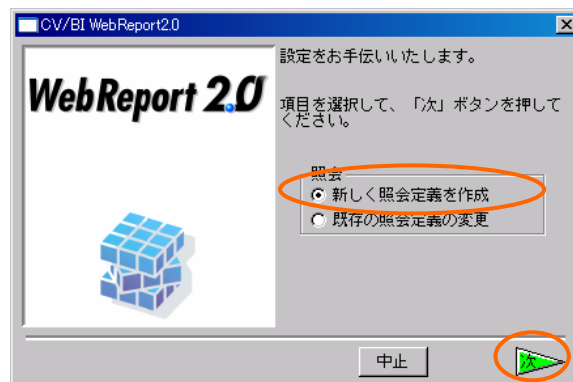 CV/BI WebReport2.0
WebReport 2.0
設定をお手伝いいたします。
項目を選択して、「次」ボタンを押して
ください。
照会
新しく照会定義を作成
既存の照会定義の変更
中止
次